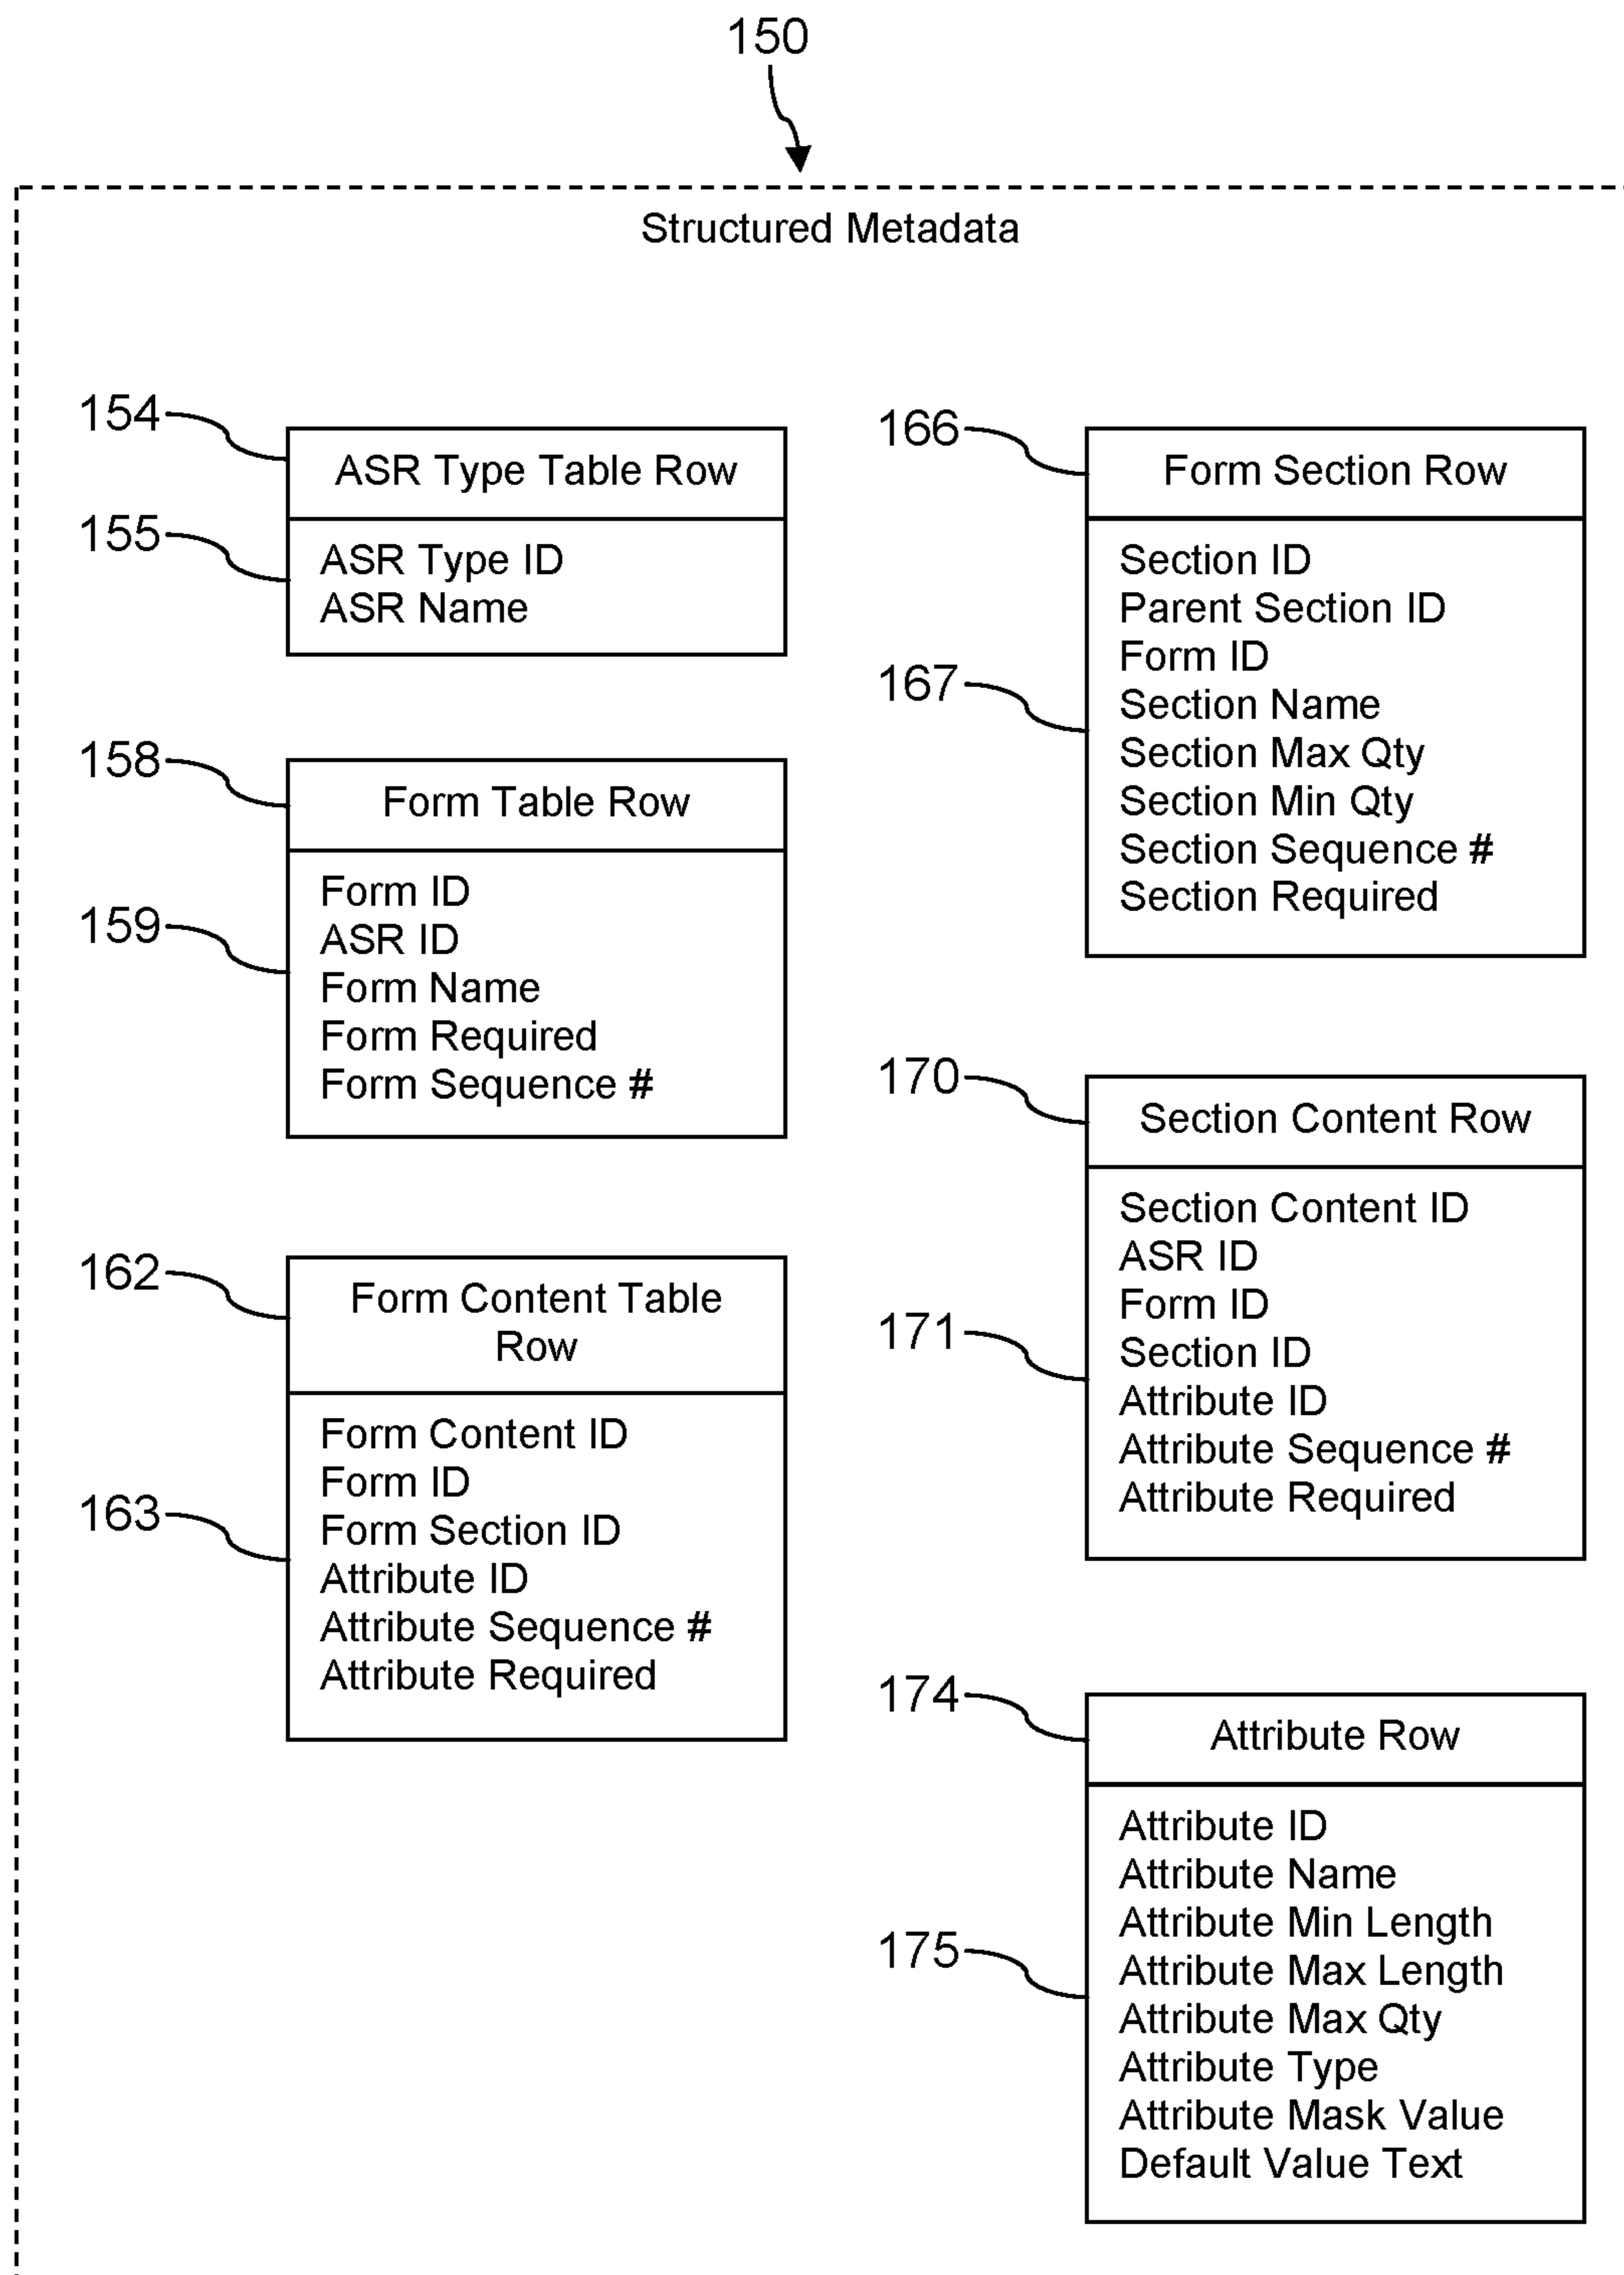 150
Structured Metadata
154
ASR Type Table Row
155
ASR Type ID
ASR Name
158
Form Table Row
159
Form ID
ASR ID
Form Name
Form Required
Form Sequence #
162
Form Content Table
Row
163
Form Content ID
Form ID
Form Section ID
Attribute ID
Attribute Sequence #
Attribute Required
166
Form Section Row
167
Section ID
Parent Section ID
Form ID
Section Name
Section Max Qty
Section Min Qty
Section Sequence #
Section Required
170
Section Content Row
171
Section Content ID
ASR ID
Form ID
Section ID
Attribute ID
Attribute Sequence #
Attribute Required
174
Attribute Row
175
Attribute ID
Attribute Name
Attribute Min Length
Attribute Max Length
Attribute Max Qty
Attribute Type
Attribute Mask Value
Default Value Text